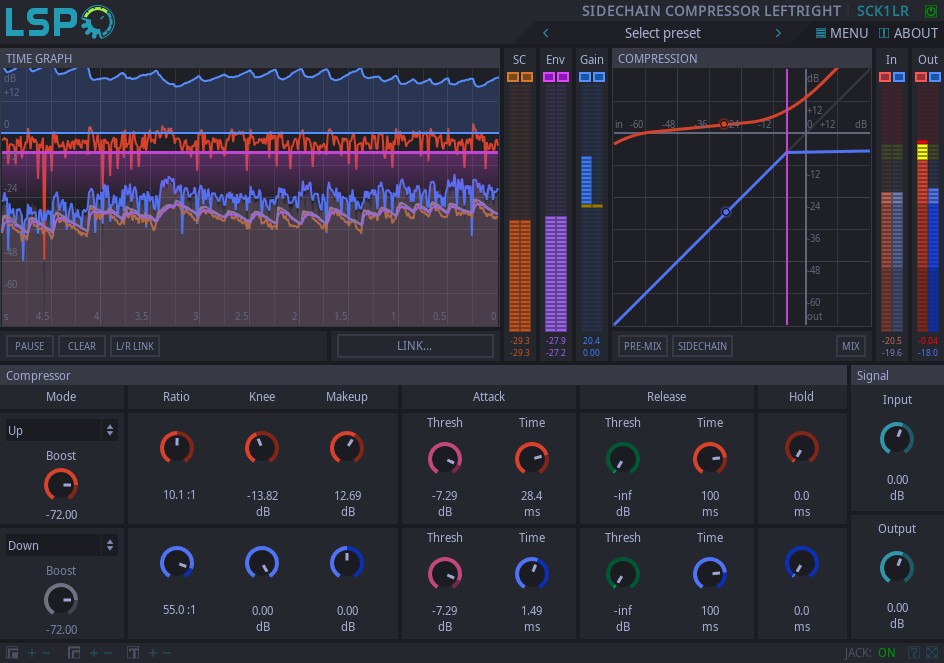 LSP
SIDECHAIN COMPRESSOR LEFTRIGHT SCK1LR
Select preset MENU ABOUT
TIME GRAPH SC Env Gain COMPRESSION In Out
dB
+12
0
-24
-48
-60
s 4.5 4 3.5 3 2.5 2 1.5 1 0.5 0
dB
+12
in -60 -48 -36 -24 -12 0 +12 dB
-12
-24
-36
-48
-60
out
-29.3 -27.9 20.4 -20.5 -0.04
-29.3 -27.2 0.00 -19.6 -18.0
PAUSE CLEAR L/R LINK LINK... PRE-MIX SIDECHAIN MIX
Compressor Signal
Mode Ratio Knee Makeup Attack Release Hold Input
Up Thresh Time Thresh Time
Boost
-72.00 10.1 :1 -13.82 dB 12.69 dB -7.29 dB 28.4 ms -inf dB 100 ms 0.0 ms 0.00 dB
Output
Down Thresh Time Thresh Time
Boost
-72.00 55.0 :1 0.00 dB 0.00 dB -7.29 dB 1.49 ms -inf dB 100 ms 0.0 ms 0.00 dB
JACK: ON ?